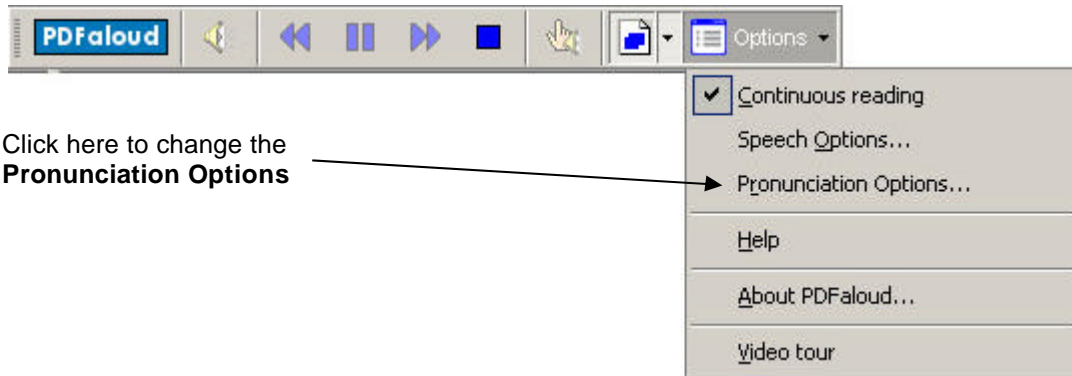 PDFaloud
Options
Continuous reading
Speech Options...
Click here to change the
Pronunciation Options
Pronunciation Options...
Help
About PDFaloud...
Video tour